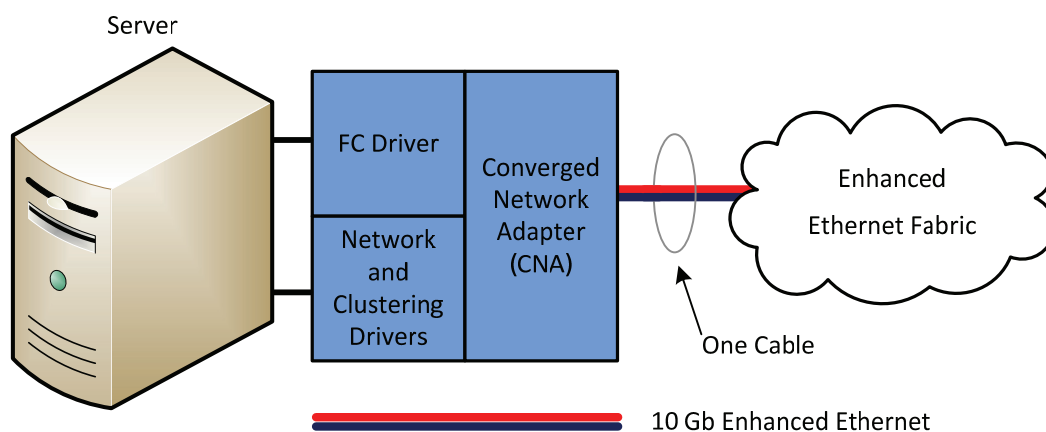 Server
FC Driver
Network
and
Clustering
Drivers
Converged
Network
Adapter
(CNA)
Enhanced
Ethernet Fabric
One Cable
10 Gb Enhanced Ethernet